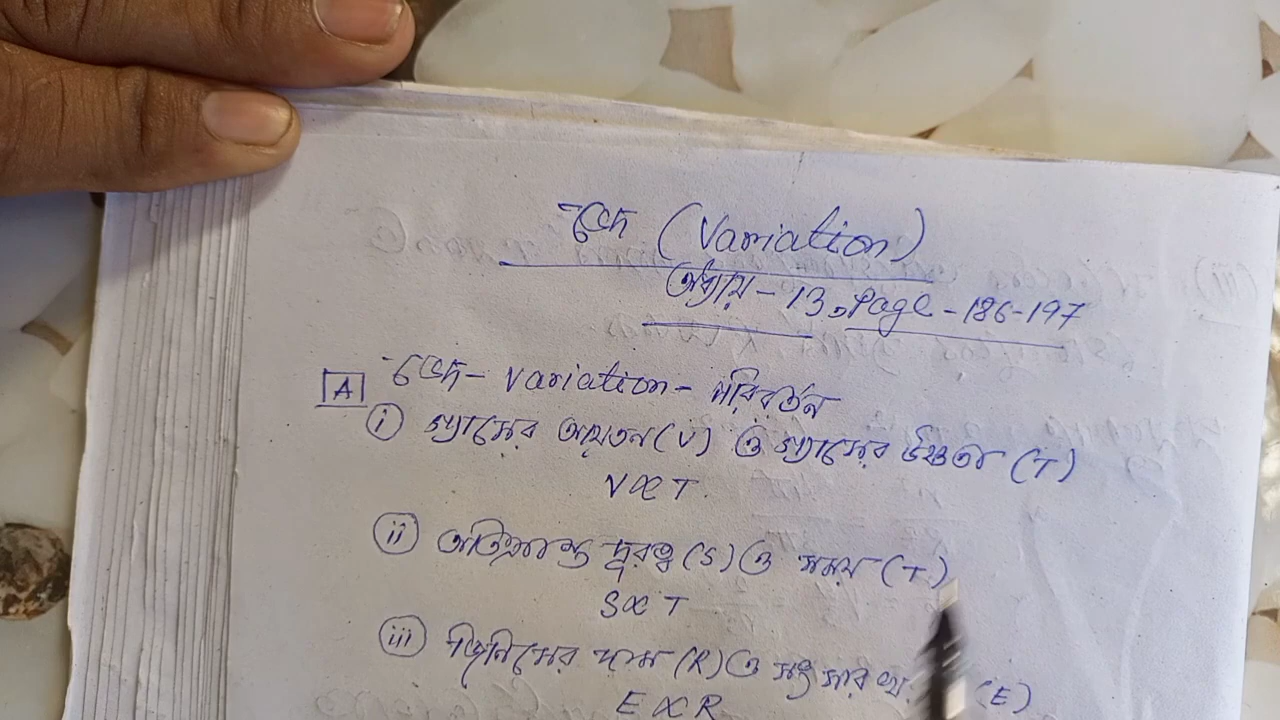 ভেদ (Variation)
অধ্যায় - 13, Page - 186-197
A ভেদ - variation - পরিবর্তন
i গ্যাসের আয়তন (V) ও গ্যাসের উষ্ণতা (T)
V ∝ T.
ii অতিক্রান্ত দূরত্ব (S) ও সময় (T)
S ∝ T
iii জিনিসের দাম (R) ও সংসার (E)
E ∝ R